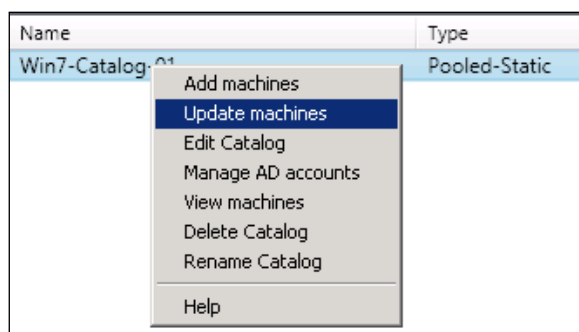 Name Type
Win7-Catalog-01 Pooled-Static
Add machines
Update machines
Edit Catalog
Manage AD accounts
View machines
Delete Catalog
Rename Catalog
Help